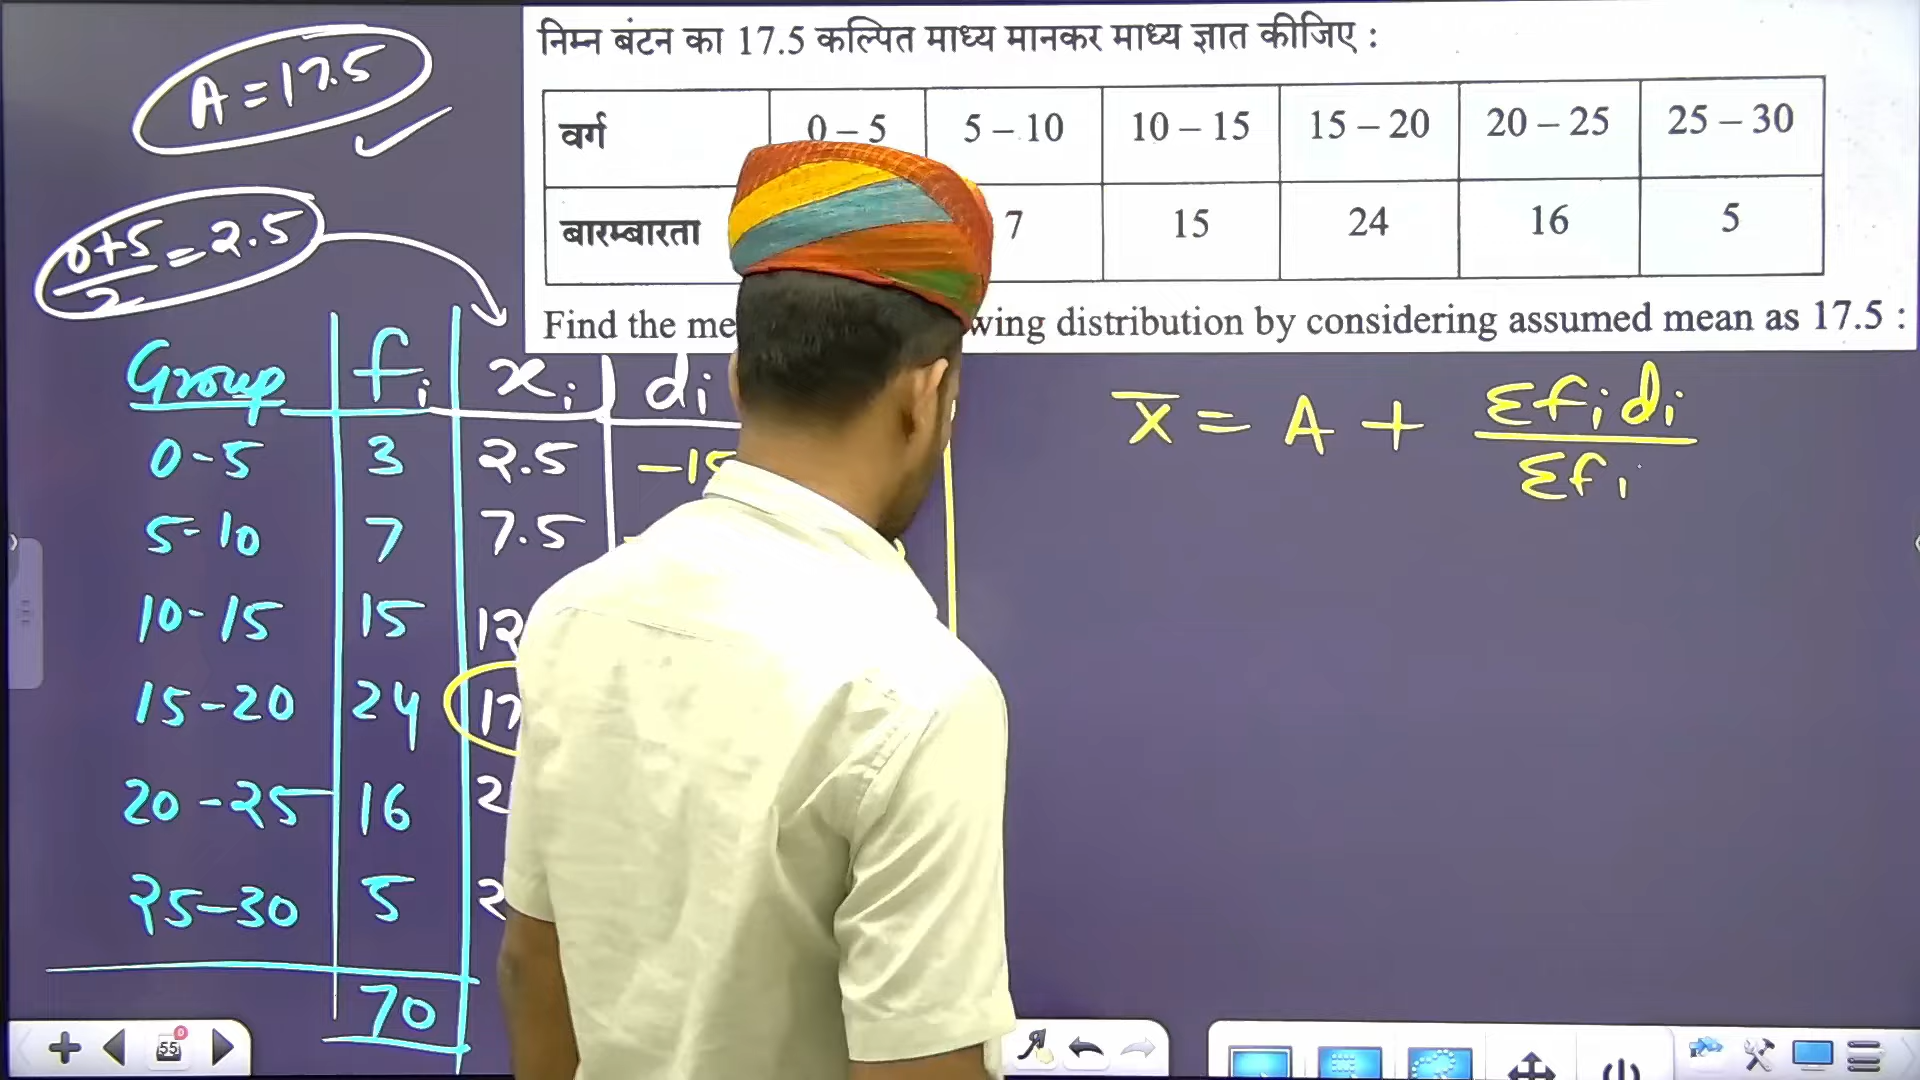 A = 17.5
0+5/2 = 2.5
निम्न बंटन का 17.5 कल्पित माध्य मानकर माध्य ज्ञात कीजिए :
वर्ग 0 – 5 5 – 10 10 – 15 15 – 20 20 – 25 25 – 30
बारम्बारता 7 15 24 16 5
Find the wing distribution by considering assumed mean as 17.5 :
Group fi xi di
0-5 3 2.5 -15
5-10 7 7.5
10-15 15
15-20 24
20-25 16
25-30 5
70
x̄ = A + Σfidi/Σfi
55
0